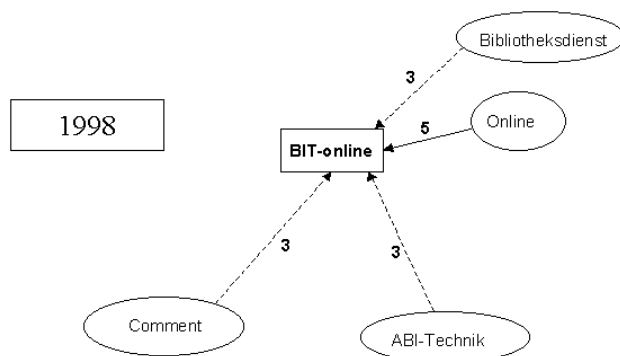 Bibliotheksdienst
3
1998
Online
5
BIT-online
3
3
Comment
ABI-Technik